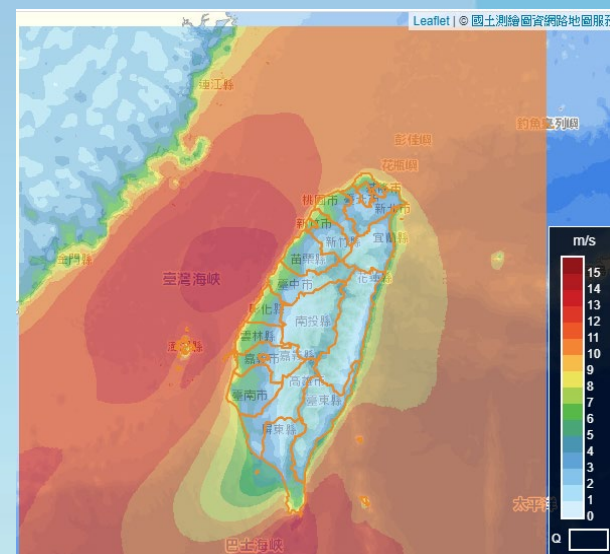 Leaflet | © 國土測繪圖資網路地圖服務
連江縣
釣魚臺列嶼
彭佳嶼
花瓶嶼
桃園市
新北市
新竹市
新竹縣
宜蘭縣
金門縣
苗栗縣
臺灣海峽
臺中市
花蓮縣
彰化縣
南投縣
澎湖縣
雲林縣
嘉義市
嘉義縣
高雄市
臺南市
臺東縣
屏東縣
太平洋
巴士海峽
m/s
15
14
13
12
11
10
9
8
7
6
5
4
3
2
1
0
Q